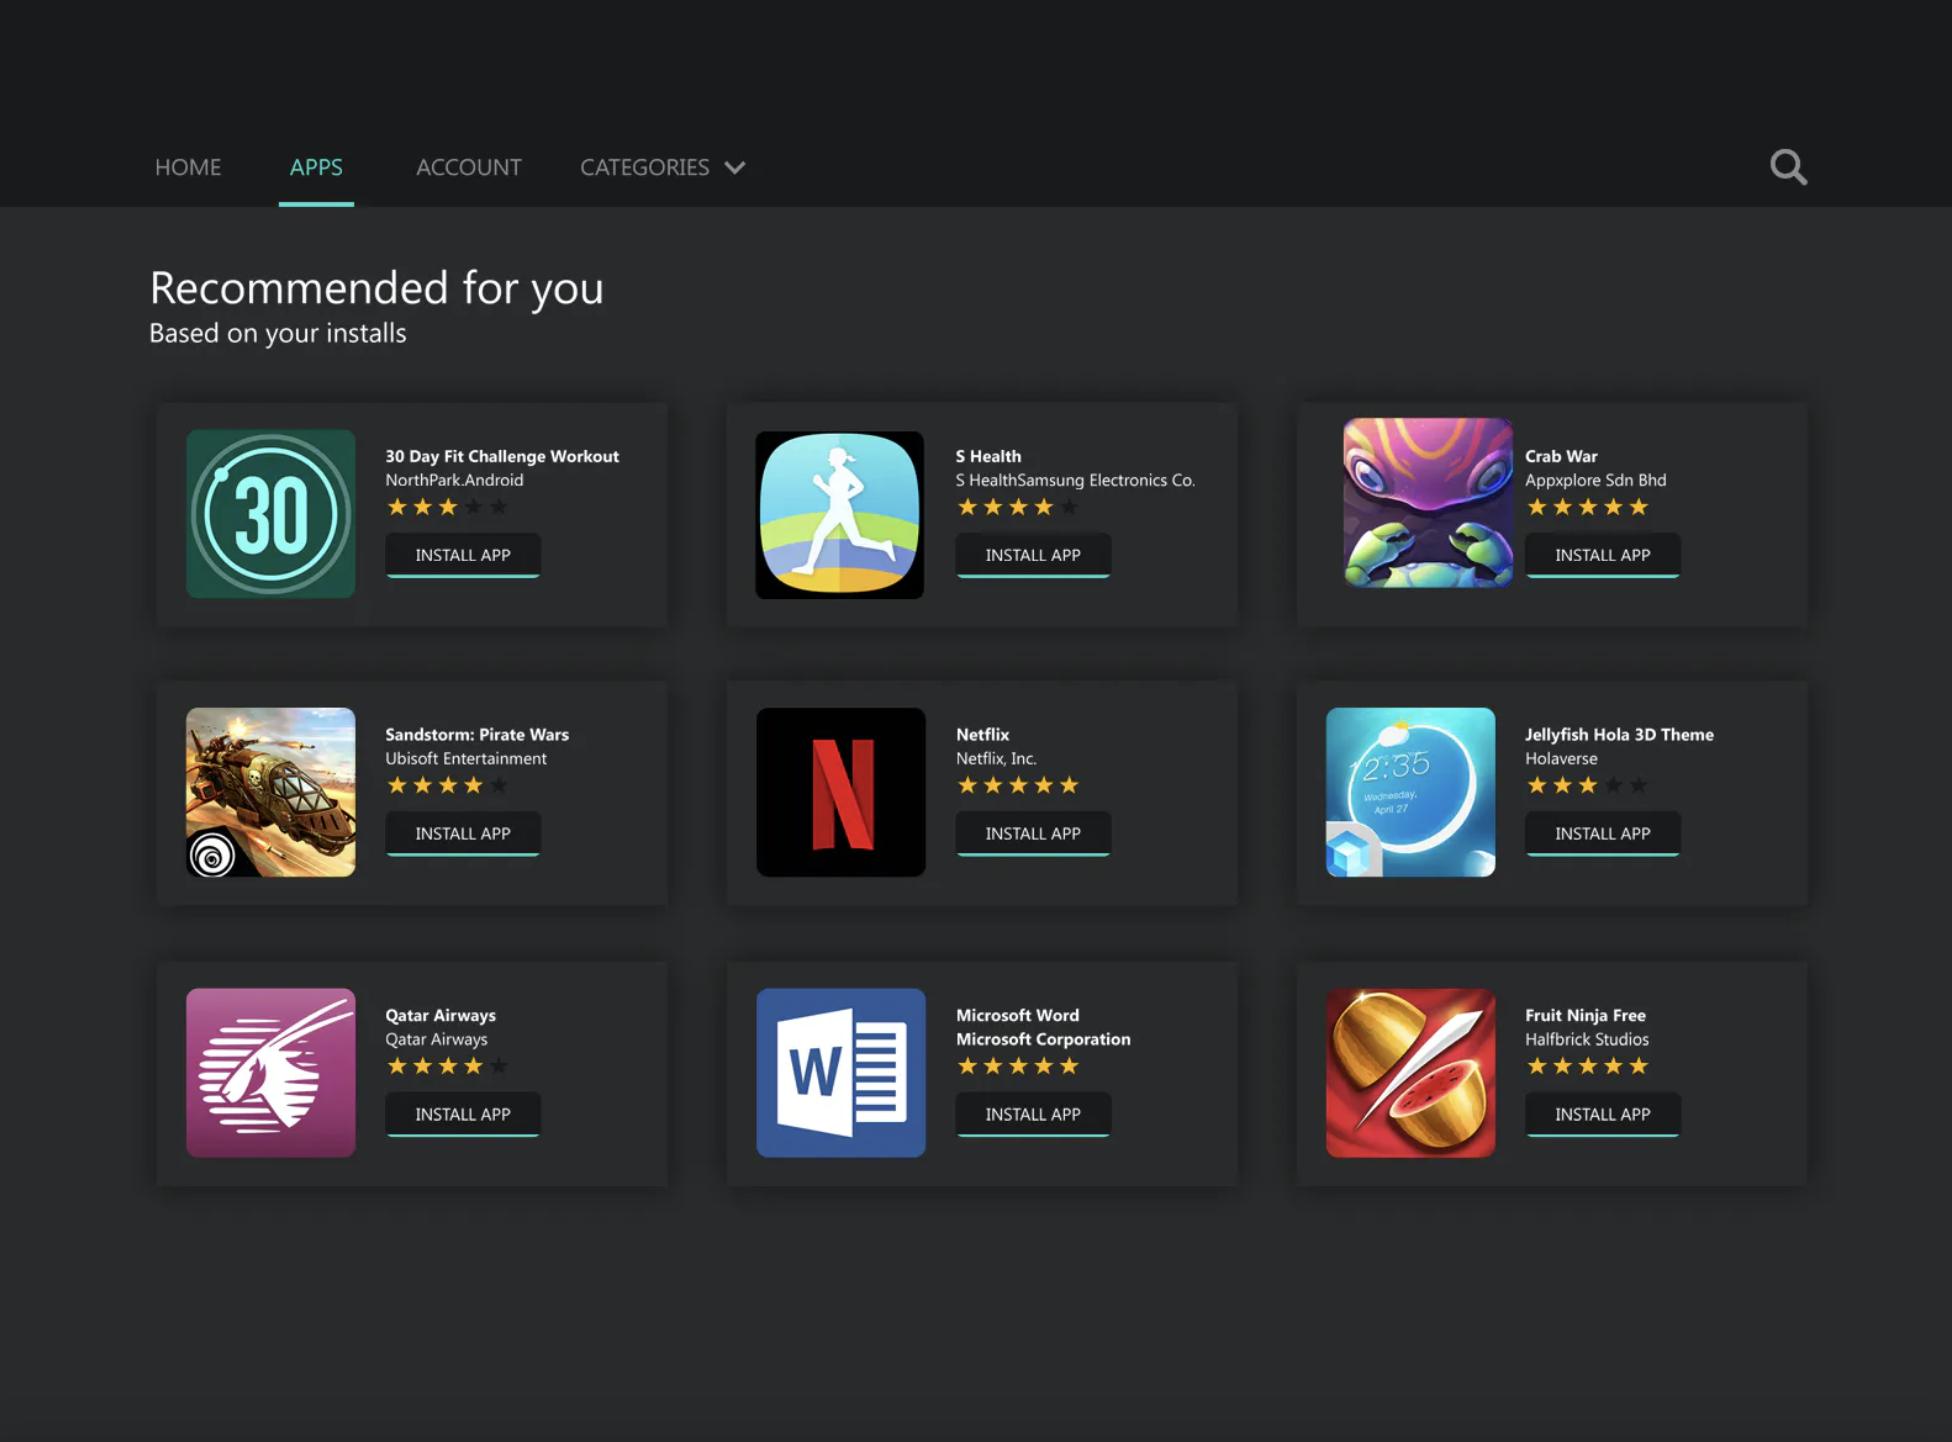 HOME APPS ACCOUNT CATEGORIES
Recommended for you
Based on your installs
30
30 Day Fit Challenge Workout
NorthPark.Android
INSTALL APP
S Health
S HealthSamsung Electronics Co.
INSTALL APP
Crab War
Appxplore Sdn Bhd
INSTALL APP
Sandstorm: Pirate Wars
Ubisoft Entertainment
INSTALL APP
N
Netflix
Netflix, Inc.
INSTALL APP
12:35
Wednesday,
April 27
Jellyfish Hola 3D Theme
Holaverse
INSTALL APP
Qatar Airways
Qatar Airways
INSTALL APP
W
Microsoft Word
Microsoft Corporation
INSTALL APP
Fruit Ninja Free
Halfbrick Studios
INSTALL APP